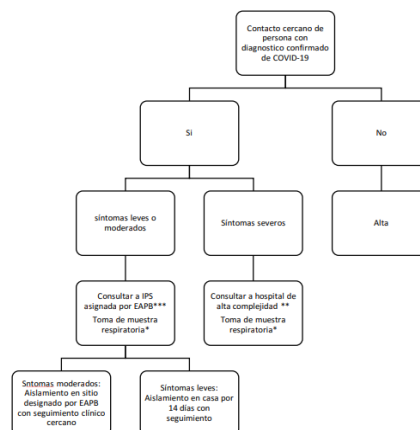 Contacto cercano de
persona con
diagnostico confirmado
de COVID-19
Si
No
síntomas leves o
moderados
Síntomas severos
Alta
Consultar a IPS
asignada por EAPB***
Toma de muestra
respiratoria*
Consultar a hospital de
alta complejidad **
Toma de muestra
respiratoria*
Sntomas moderados:
Aislamiento en sitio
designado por EAPB
con seguimiento clínico
cercano
Síntomas leves:
Aislamiento en casa por
14 días con
seguimiento